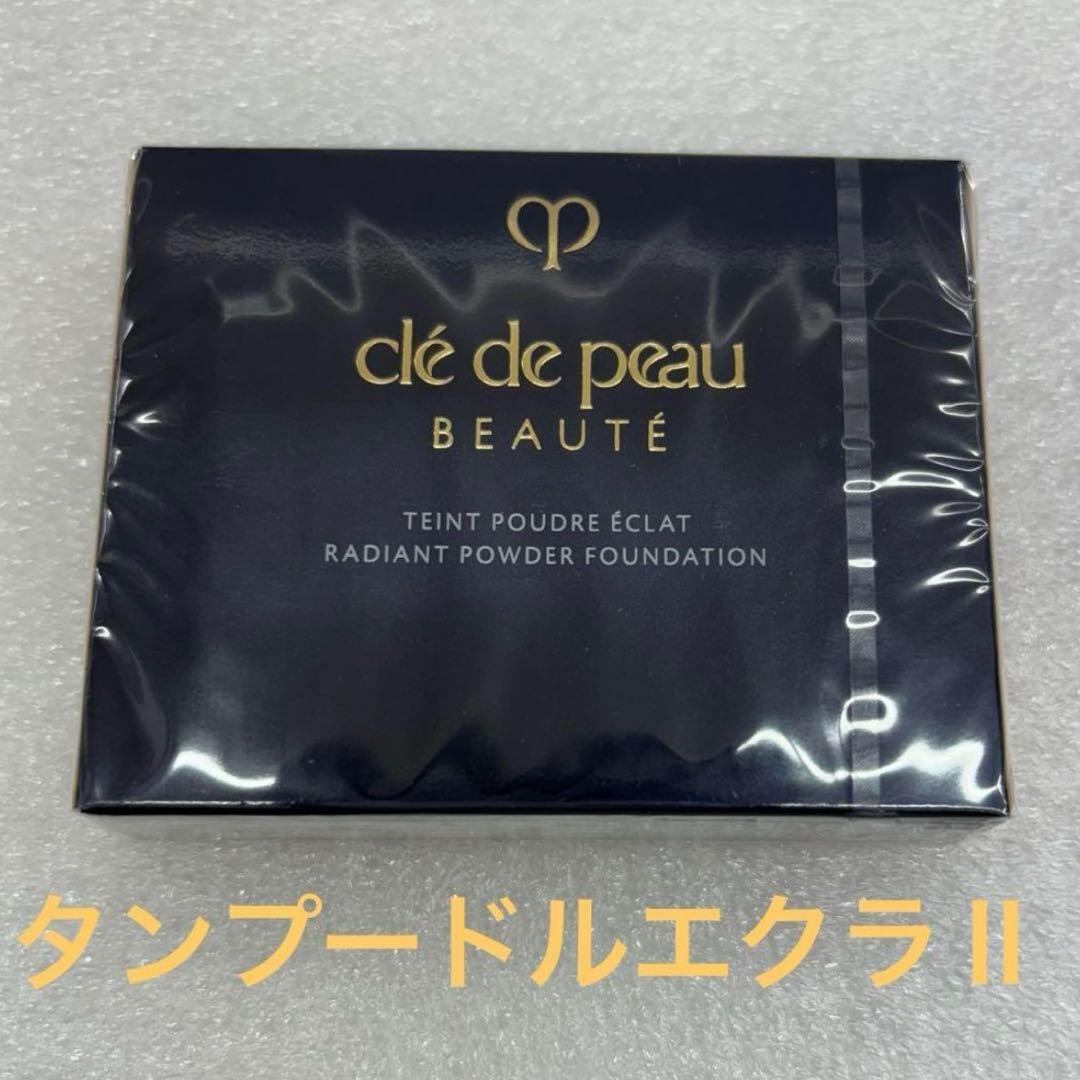 clé de peau
BEAUTÉ
TEINT POUDRE ÉCLAT
RADIANT POWDER FOUNDATION
タンプードルエクラⅡ